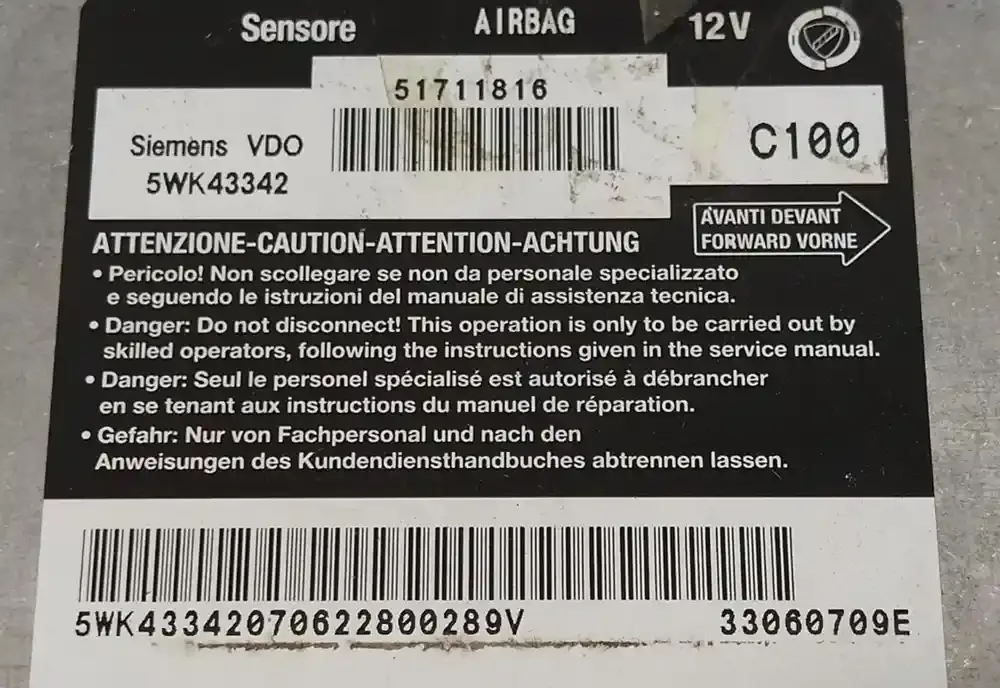 Sensore AIRBAG 12V
51711816
Siemens VDO
5WK43342
C100
AVANTI DEVANT
FORWARD VORNE
ATTENZIONE-CAUTION-ATTENTION-ACHTUNG
• Pericolo! Non scollegare se non da personale specializzato
e seguendo le istruzioni del manuale di assistenza tecnica.
• Danger: Do not disconnect! This operation is only to be carried out by
skilled operators, following the instructions given in the service manual.
• Danger: Seul le personel spécialisé est autorisé à débrancher
en se tenant aux instructions du manuel de réparation.
• Gefahr: Nur von Fachpersonal und nach den
Anweisungen des Kundendiensthandbuches abtrennen lassen.
5WK43342070622800289V 33060709E